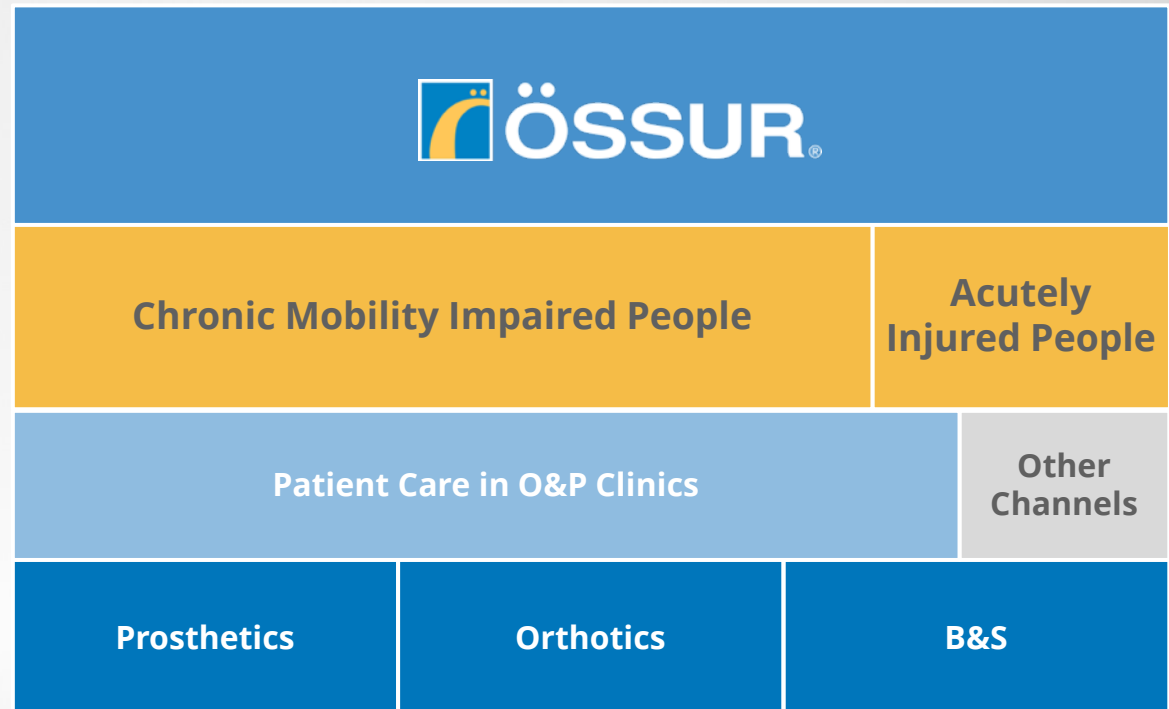 ÖSSUR®
Chronic Mobility Impaired People
Acutely
Injured People
Patient Care in O&P Clinics
Other
Channels
Prosthetics
Orthotics
B&S